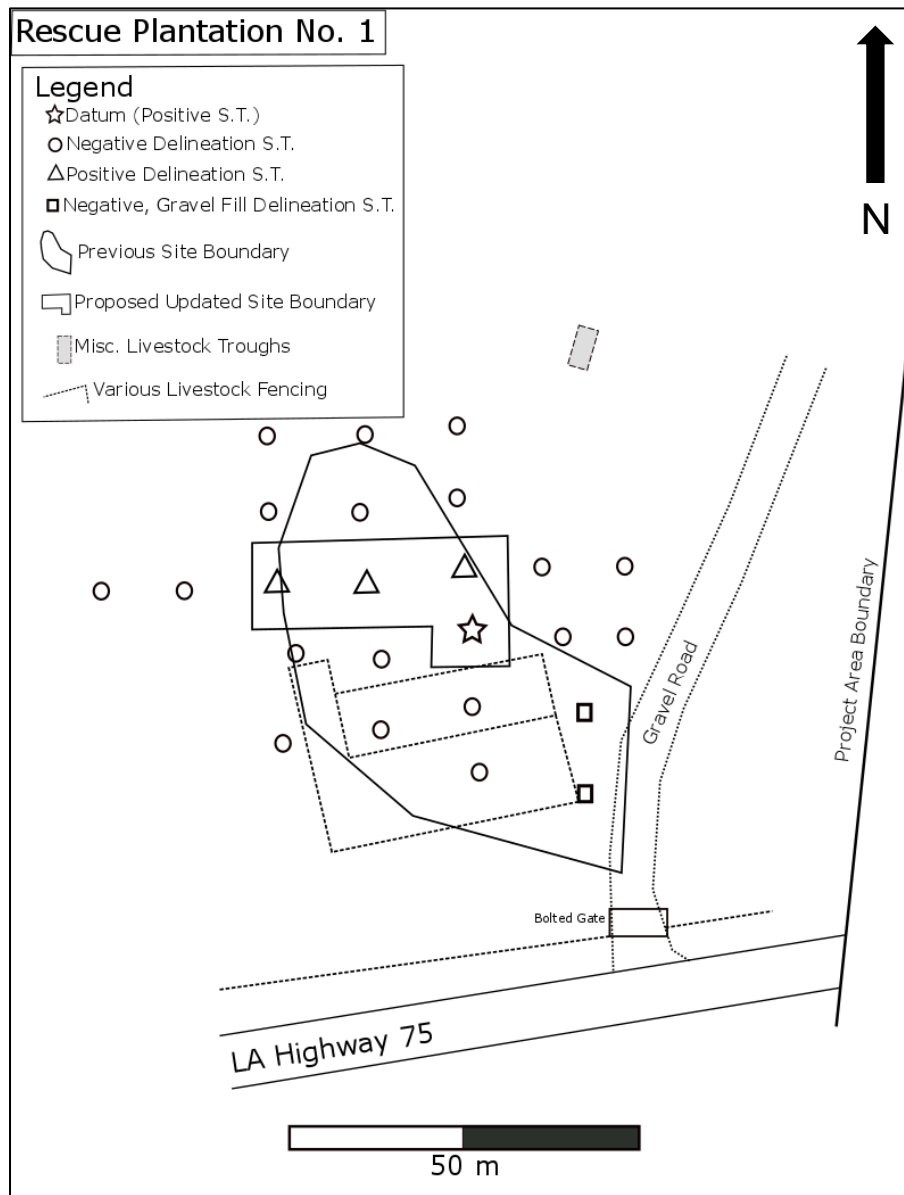 Rescue Plantation No. 1
Legend
Datum (Positive S.T.)
Negative Delineation S.T.
Positive Delineation S.T.
Negative, Gravel Fill Delineation S.T.
Previous Site Boundary
Proposed Updated Site Boundary
Misc. Livestock Troughs
Various Livestock Fencing
N
Gravel Road
Project Area Boundary
Bolted Gate
LA Highway 75
50 m